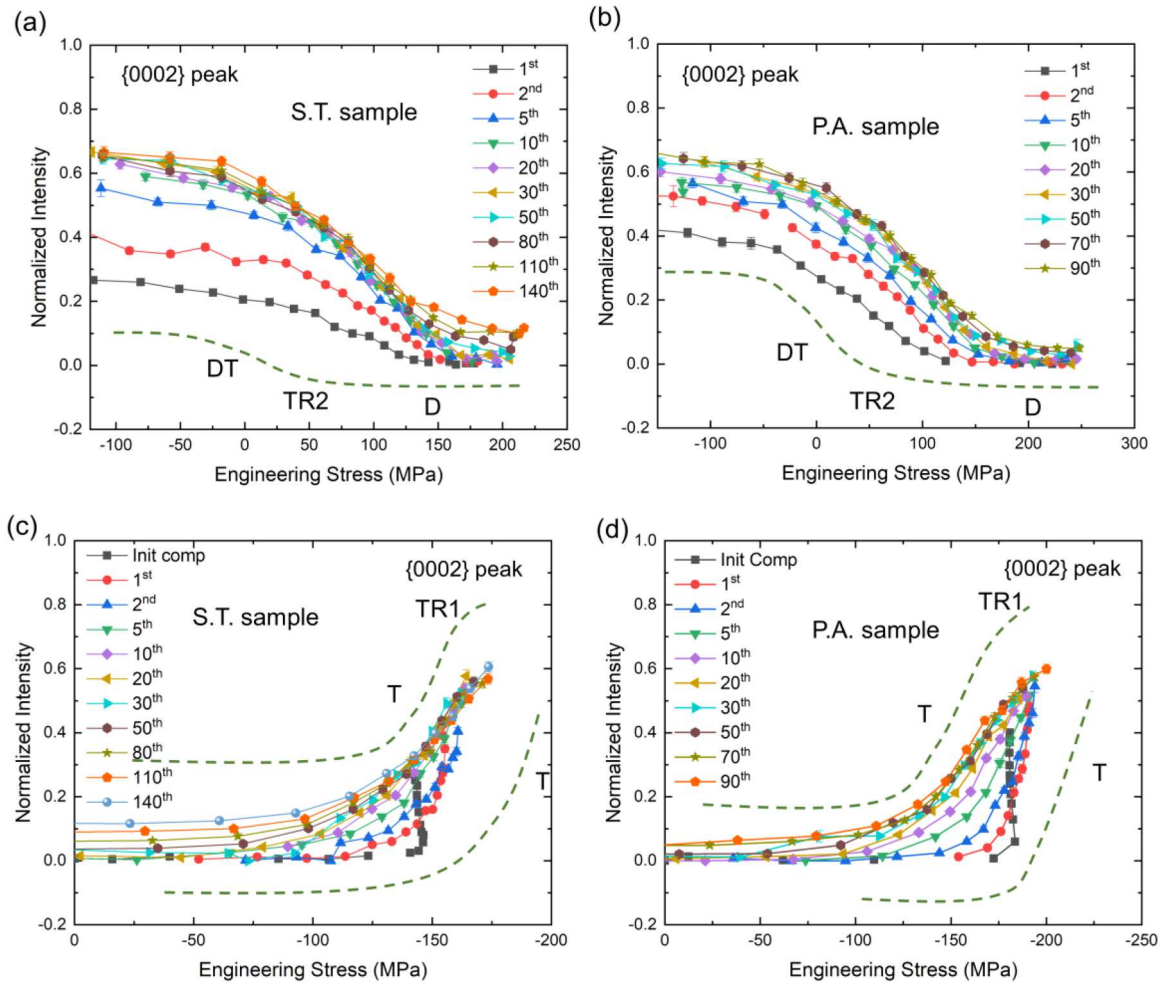 (a)
1.0
0.8
0.6
0.4
0.2
0.0
-0.2
Normalized Intensity
{0002} peak
S.T. sample
1st
2nd
5th
10th
20th
30th
50th
80th
110th
140th
DT
TR2
D
-100 -50 0 50 100 150 200 250
Engineering Stress (MPa)
(b)
1.0
0.8
0.6
0.4
0.2
0.0
-0.2
Normalized Intensity
{0002} peak
P.A. sample
1st
2nd
5th
10th
20th
30th
50th
70th
90th
DT
TR2
D
-100 0 100 200 300
Engineering Stress (MPa)
(c)
1.0
0.8
0.6
0.4
0.2
0.0
-0.2
Normalized Intensity
Init comp
1st
2nd
5th
10th
20th
30th
50th
80th
110th
140th
{0002} peak
S.T. sample
TR1
T
T
0 -50 -100 -150 -200
Engineering Stress (MPa)
(d)
1.0
0.8
0.6
0.4
0.2
0.0
-0.2
Normalized Intensity
Init Comp
1st
2nd
5th
10th
20th
30th
50th
70th
90th
{0002} peak
P.A. sample
TR1
T
T
0 -50 -100 -150 -200 -250
Engineering Stress (MPa)